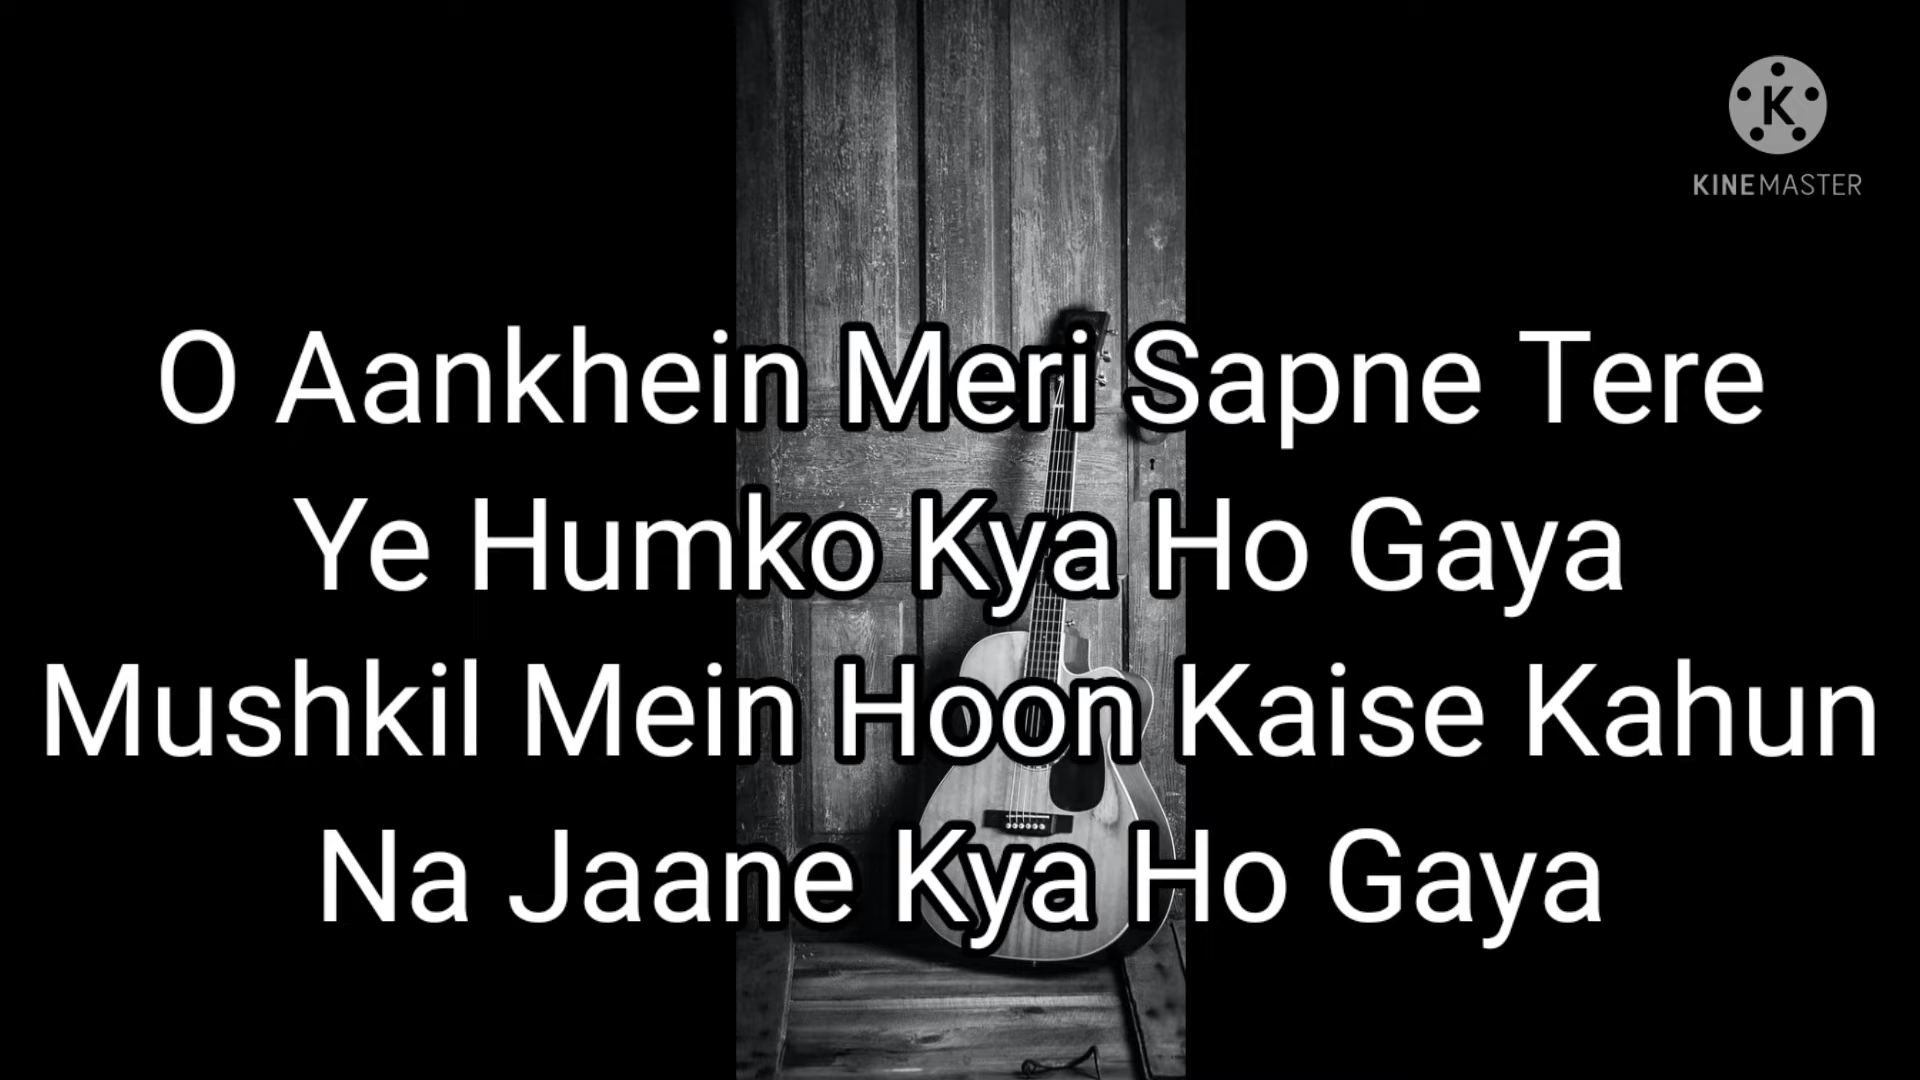 K
KINEMASTER
O Aankhein Meri Sapne Tere
Ye Humko Kya Ho Gaya
Mushkil Mein Hoon Kaise Kahun
Na Jaane Kya Ho Gaya